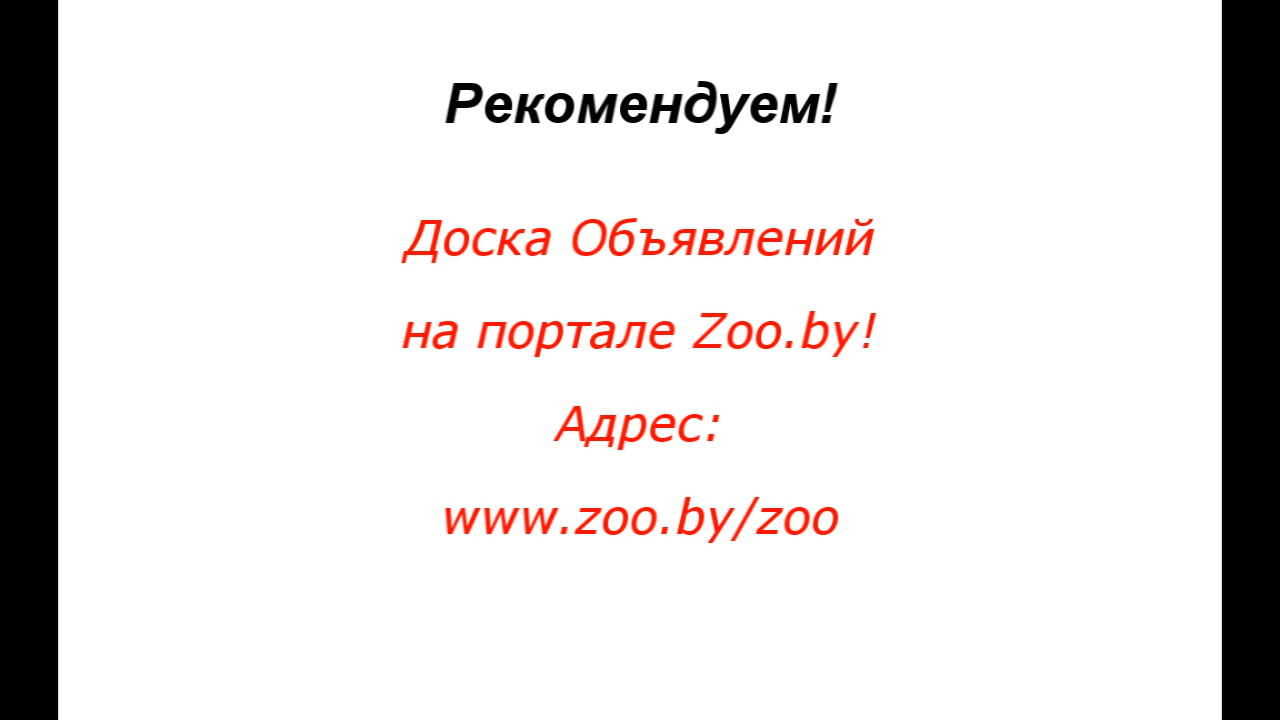 Рекомендуем!
Доска Объявлений
на портале Zoo.by!
Адрес:
www.zoo.by/zoo